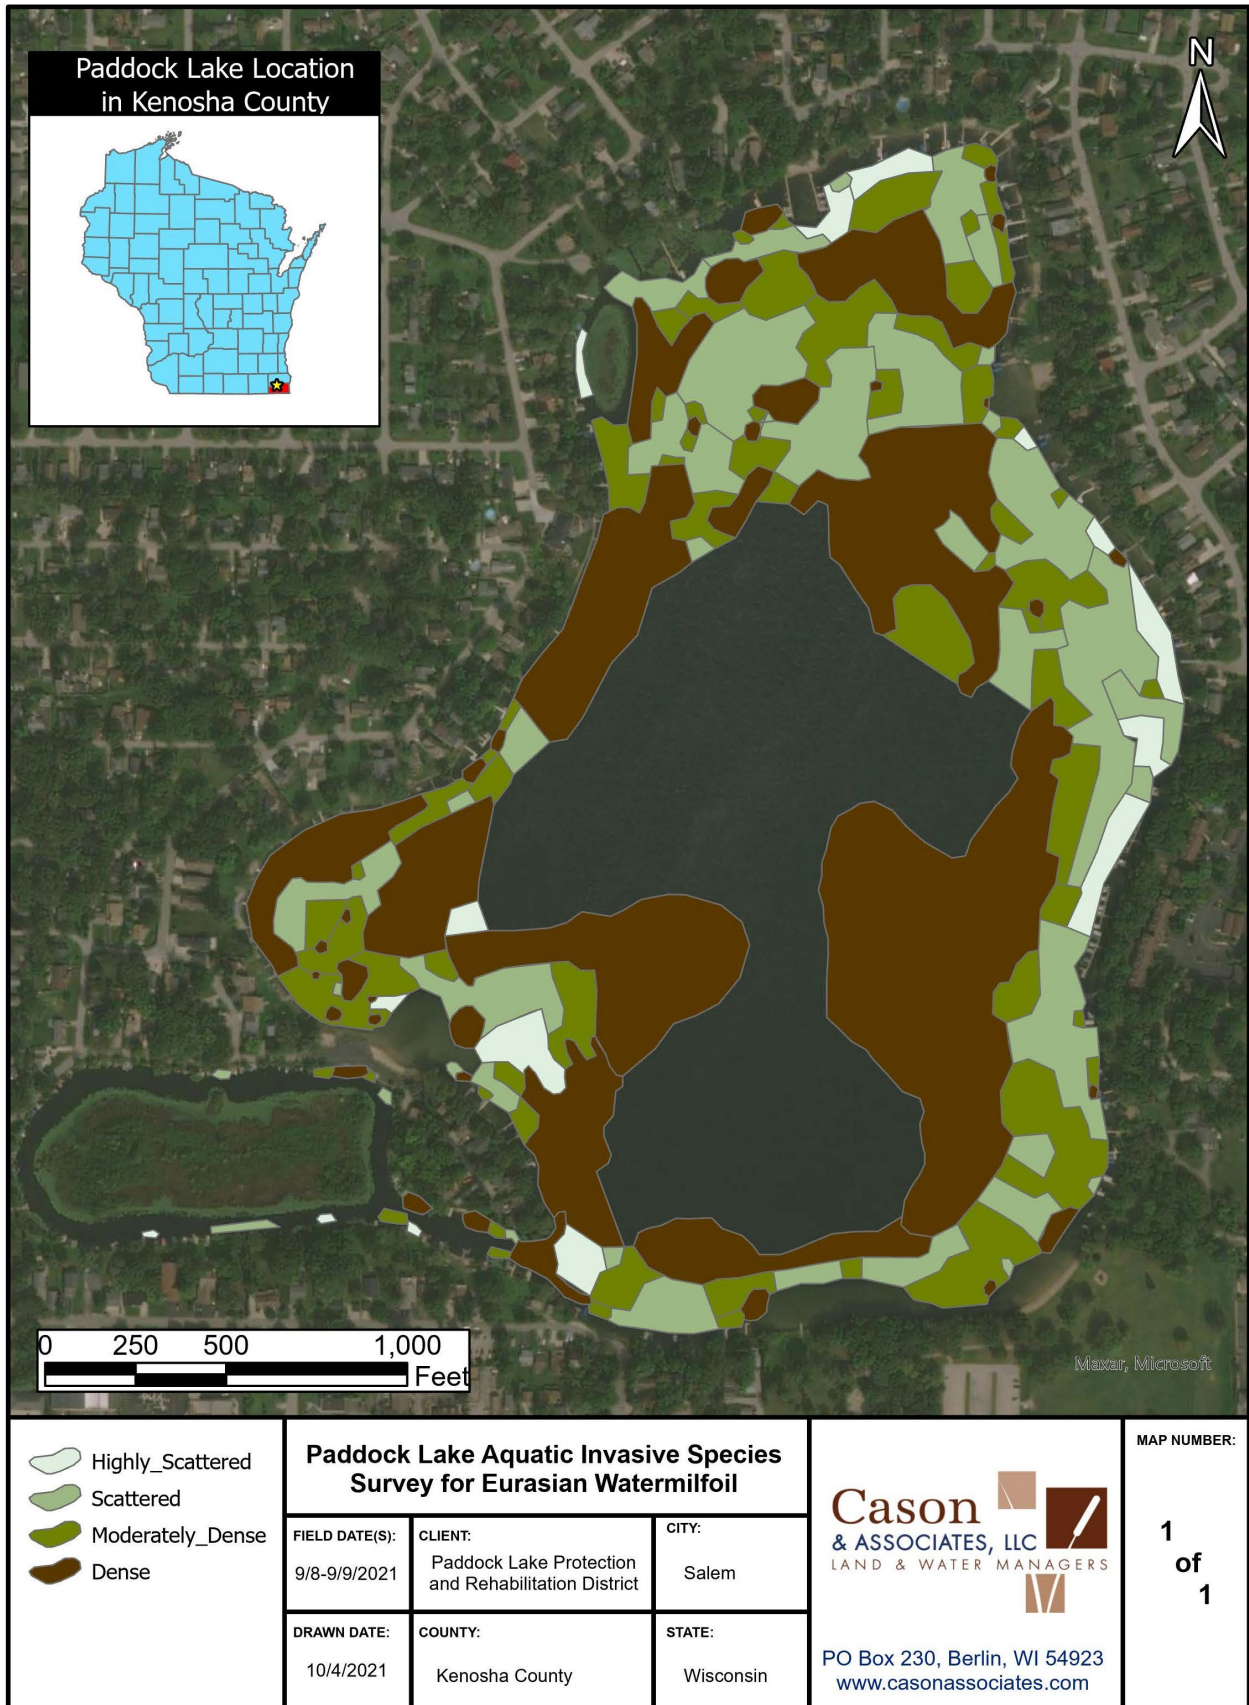 Paddock Lake Location
in Kenosha County
N
0 250 500 1,000
Feet
Maxar, Microsoft
Highly_Scattered
Scattered
Moderately_Dense
Dense
Paddock Lake Aquatic Invasive Species
Survey for Eurasian Watermilfoil
FIELD DATE(S):
9/8-9/9/2021
CLIENT:
Paddock Lake Protection
and Rehabilitation District
CITY:
Salem
DRAWN DATE:
10/4/2021
COUNTY:
Kenosha County
STATE:
Wisconsin
Cason
& ASSOCIATES, LLC
LAND & WATER MANAGERS
PO Box 230, Berlin, WI 54923
www.casonassociates.com
MAP NUMBER:
1
of
1